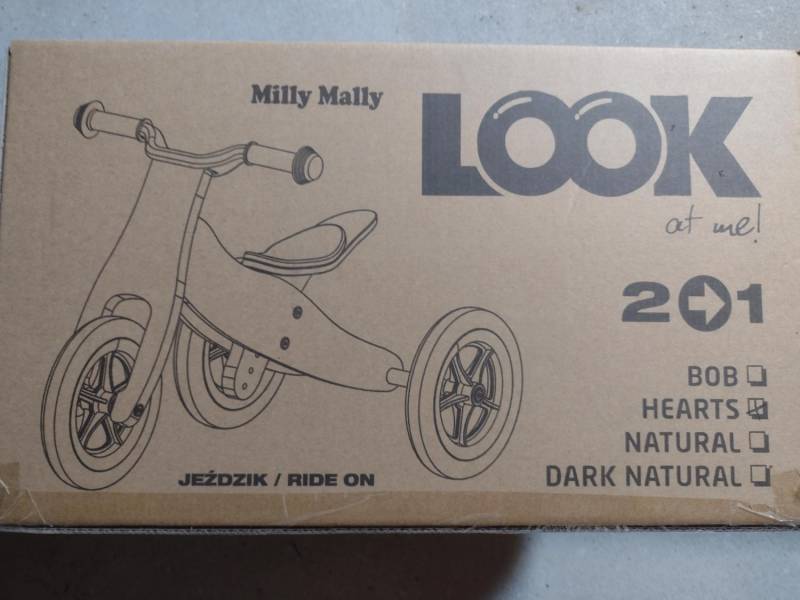 Milly Mally
LOOK
at me!
2➔1
BOB
HEARTS
NATURAL
DARK NATURAL
JEŹDZIK / RIDE ON